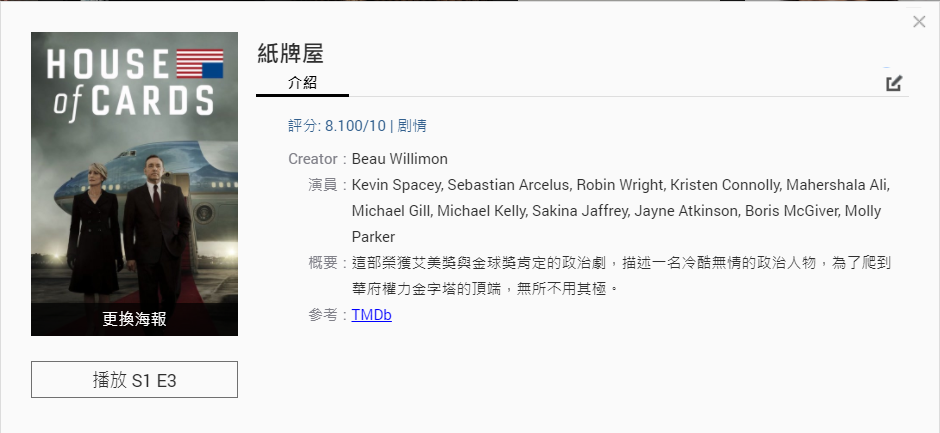 HOUSE
of CARDS
更換海報
播放 S1 E3
紙牌屋
介紹
評分: 8.100/10 | 剧情
Creator : Beau Willimon
演員 : Kevin Spacey, Sebastian Arcelus, Robin Wright, Kristen Connolly, Mahershala Ali,
Michael Gill, Michael Kelly, Sakina Jaffrey, Jayne Atkinson, Boris McGiver, Molly
Parker
概要 : 這部榮獲艾美獎與金球獎肯定的政治劇，描述一名冷酷無情的政治人物，為了爬到
華府權力金字塔的頂端，無所不用其極。
參考 : TMDb